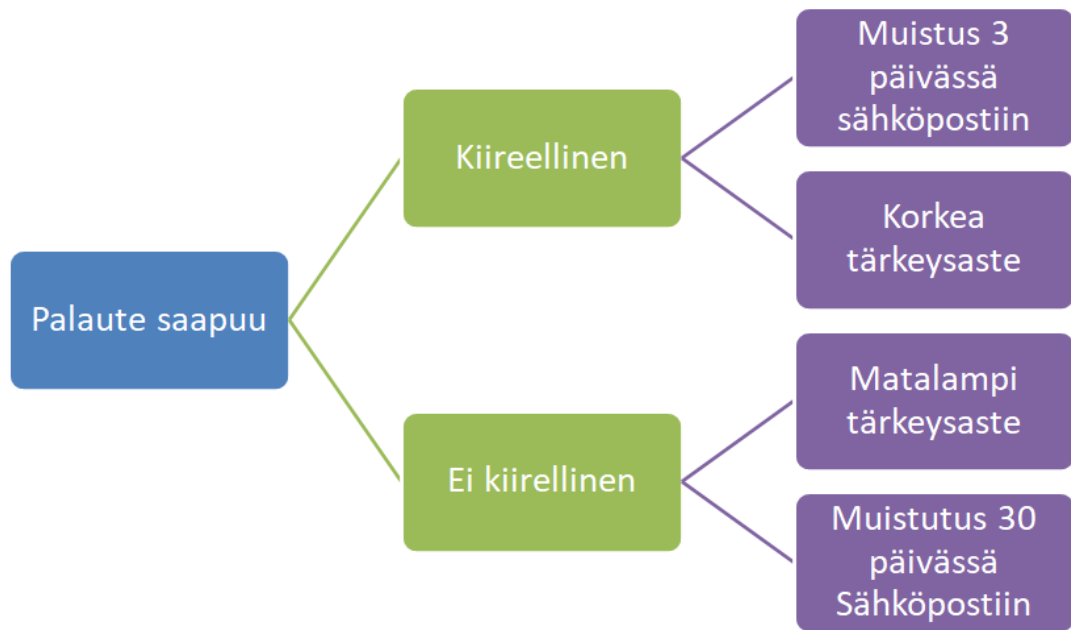 Palaute saapuu
Kiireellinen
Muistus 3
päivässä
sähköpostiin
Korkea
tärkeysaste
Ei kiirellinen
Matalampi
tärkeysaste
Muistutus 30
päivässä
Sähköpostiin